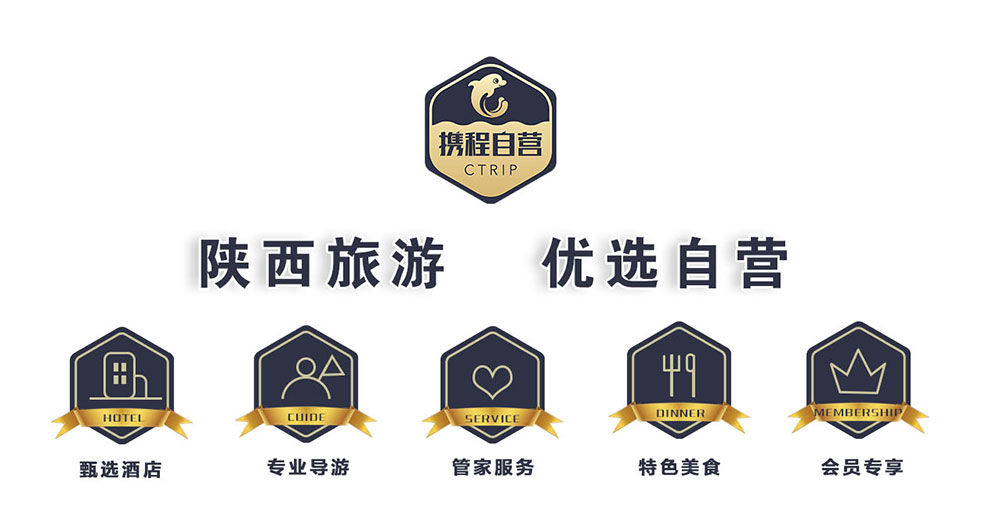 携程自营
CTRIP
陕西旅游 优选自营
HOTEL
GUIDE
SERVICE
DINNER
MEMBERSHIP
甄选酒店
专业导游
管家服务
特色美食
会员专享